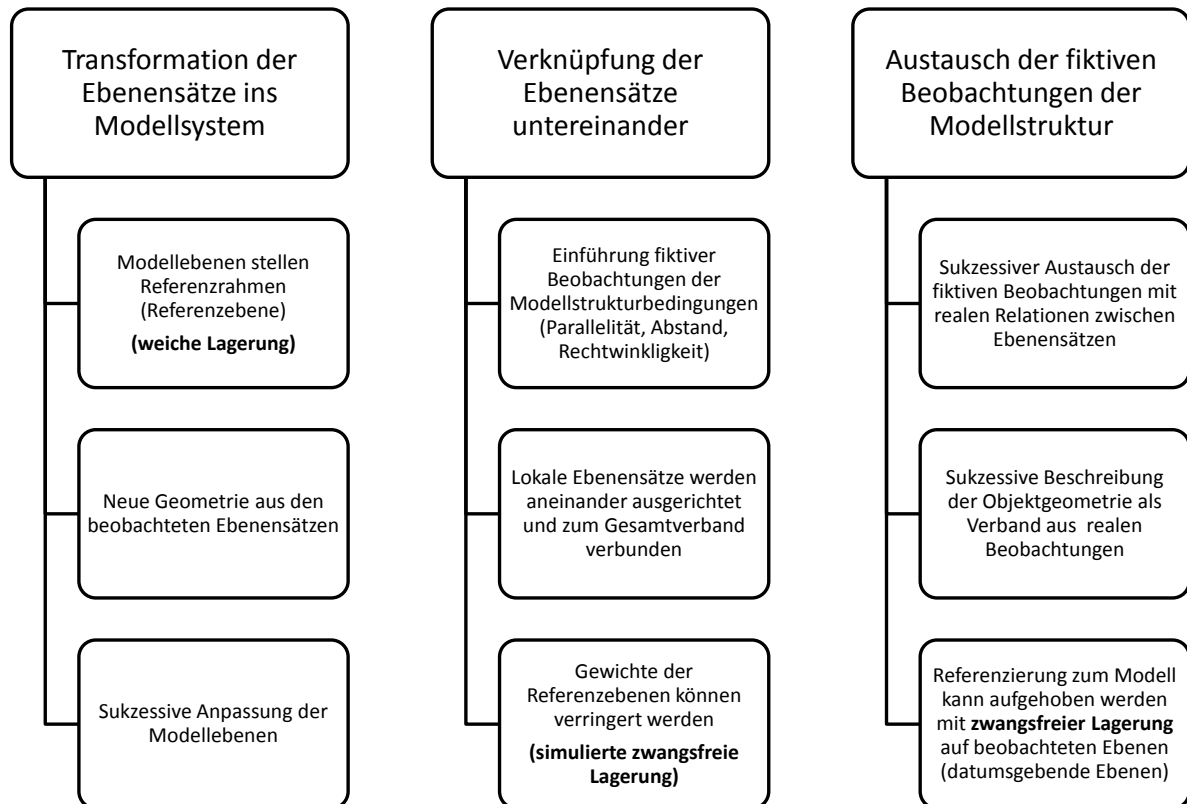 Transformation der
Ebenensätze ins
Modellsystem
Modellebenen stellen
Referenzrahmen
(Referenzebene)
(weiche Lagerung)
Neue Geometrie aus den
beobachteten Ebenensätzen
Sukzessive Anpassung der
Modellebenen
Verknüpfung der
Ebenensätze
untereinander
Einführung fiktiver
Beobachtungen der
Modellstrukturbedingungen
(Parallelität, Abstand,
Rechtwinkligkeit)
Lokale Ebenensätze werden
aneinander ausgerichtet
und zum Gesamtverband
verbunden
Gewichte der
Referenzebenen können
verringert werden
(simulierte zwangsfreie
Lagerung)
Austausch der fiktiven
Beobachtungen der
Modellstruktur
Sukzessiver Austausch der
fiktiven Beobachtungen mit
realen Relationen zwischen
Ebenensätzen
Sukzessive Beschreibung
der Objektgeometrie als
Verband aus realen
Beobachtungen
Referenzierung zum Modell
kann aufgehoben werden
mit zwangsfreier Lagerung
auf beobachteten Ebenen
(datumsgebende Ebenen)